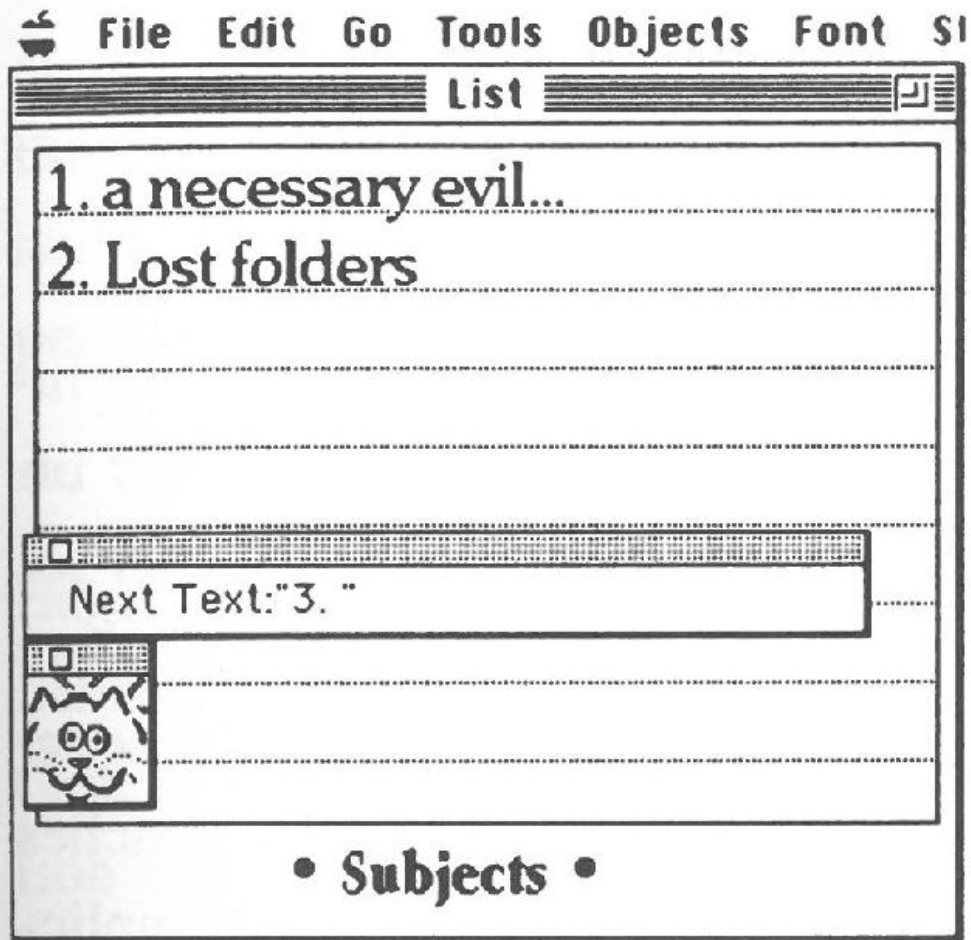 File Edit Go Tools Objects Font
List
1. a necessary evil...
2. Lost folders
Next Text:"3. "
• Subjects •